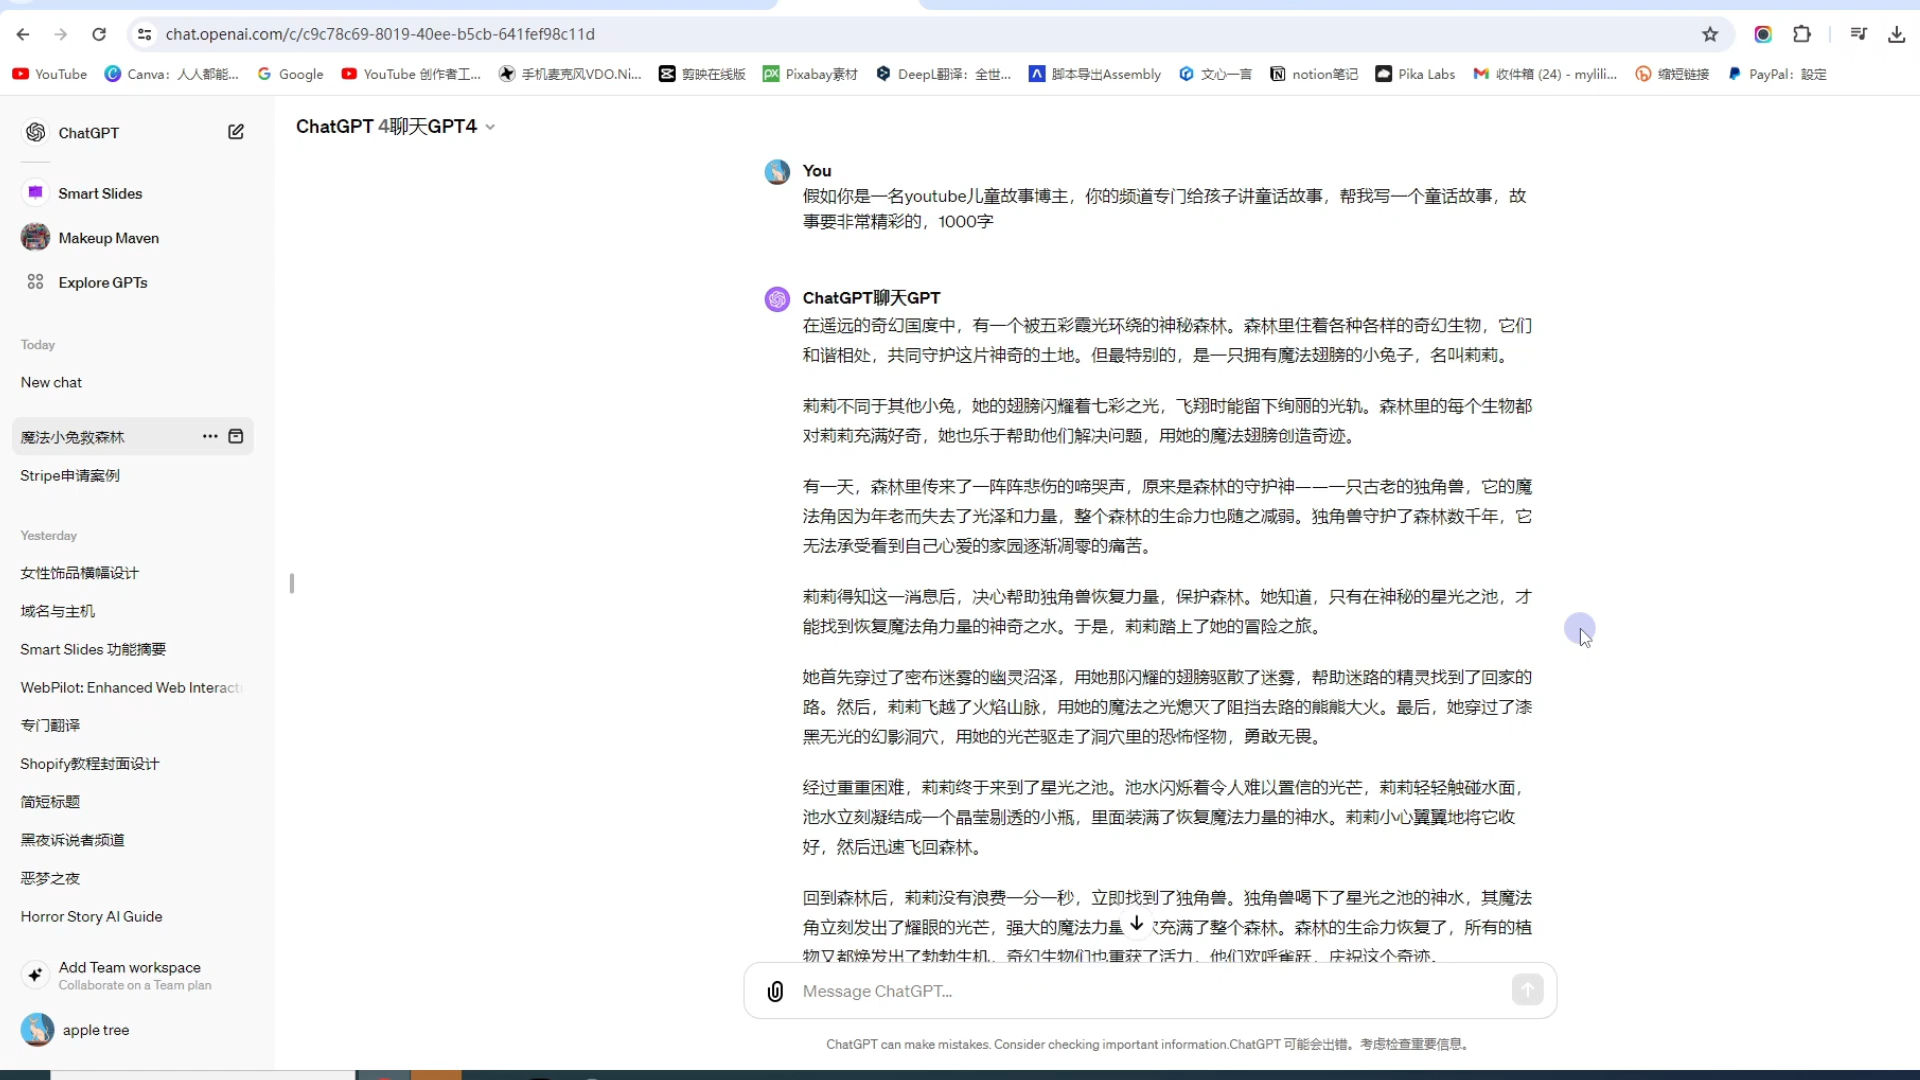 chat.openai.com/c/c9c78c69-8019-40ee-b5cb-641fef98c11d
YouTube
Canva：人人都能...
Google
YouTube 创作者工...
手机麦克风VDO.Ni...
剪映在线版
Pixabay素材
DeepL翻译：全世...
脚本导出Assembly
文心一言
notion笔记
Pika Labs
收件箱 (24) - mylili...
缩短链接
PayPal：設定
ChatGPT
Smart Slides
Makeup Maven
Explore GPTs
Today
New chat
魔法小兔救森林
Stripe申请案例
Yesterday
女性饰品横幅设计
域名与主机
Smart Slides 功能摘要
WebPilot: Enhanced Web Interacti
专门翻译
Shopify教程封面设计
简短标题
黑夜诉说者频道
恶梦之夜
Horror Story AI Guide
Add Team workspace
Collaborate on a Team plan
apple tree
ChatGPT 4聊天GPT4
You
假如你是一名youtube儿童故事博主，你的频道专门给孩子讲童话故事，帮我写一个童话故事，故
事要非常精彩的，1000字
ChatGPT聊天GPT
在遥远的奇幻国度中，有一个被五彩霞光环绕的神秘森林。森林里住着各种各样的奇幻生物，它们
和谐相处，共同守护这片神奇的土地。但最特别的，是一只拥有魔法翅膀的小兔子，名叫莉莉。
莉莉不同于其他小兔，她的翅膀闪耀着七彩之光，飞翔时能留下绚丽的光轨。森林里的每个生物都
对莉莉充满好奇，她也乐于帮助他们解决问题，用她的魔法翅膀创造奇迹。
有一天，森林里传来了一阵阵悲伤的啼哭声，原来是森林的守护神——一只古老的独角兽，它的魔
法角因为年老而失去了光泽和力量，整个森林的生命力也随之减弱。独角兽守护了森林数千年，它
无法承受看到自己心爱的家园逐渐凋零的痛苦。
莉莉得知这一消息后，决心帮助独角兽恢复力量，保护森林。她知道，只有在神秘的星光之池，才
能找到恢复魔法角力量的神奇之水。于是，莉莉踏上了她的冒险之旅。
她首先穿过了密布迷雾的幽灵沼泽，用她那闪耀的翅膀驱散了迷雾，帮助迷路的精灵找到了回家的
路。然后，莉莉飞越了火焰山脉，用她的魔法之光熄灭了阻挡去路的熊熊大火。最后，她穿过了漆
黑无光的幻影洞穴，用她的光芒驱走了洞穴里的恐怖怪物，勇敢无畏。
经过重重困难，莉莉终于来到了星光之池。池水闪烁着令人难以置信的光芒，莉莉轻轻触碰水面，
池水立刻凝结成一个晶莹剔透的小瓶，里面装满了恢复魔法力量的神水。莉莉小心翼翼地将它收
好，然后迅速飞回森林。
回到森林后，莉莉没有浪费一分一秒，立即找到了独角兽。独角兽喝下了星光之池的神水，其魔法
角立刻发出了耀眼的光芒，强大的魔法力量 充满了整个森林。森林的生命力恢复了，所有的植
物又都焕发出了勃勃生机，奇幻生物们也重获了活力，他们欢呼雀跃，庆祝这个奇迹。
Message ChatGPT...
ChatGPT can make mistakes. Consider checking important information.ChatGPT 可能会出错。考虑检查重要信息。